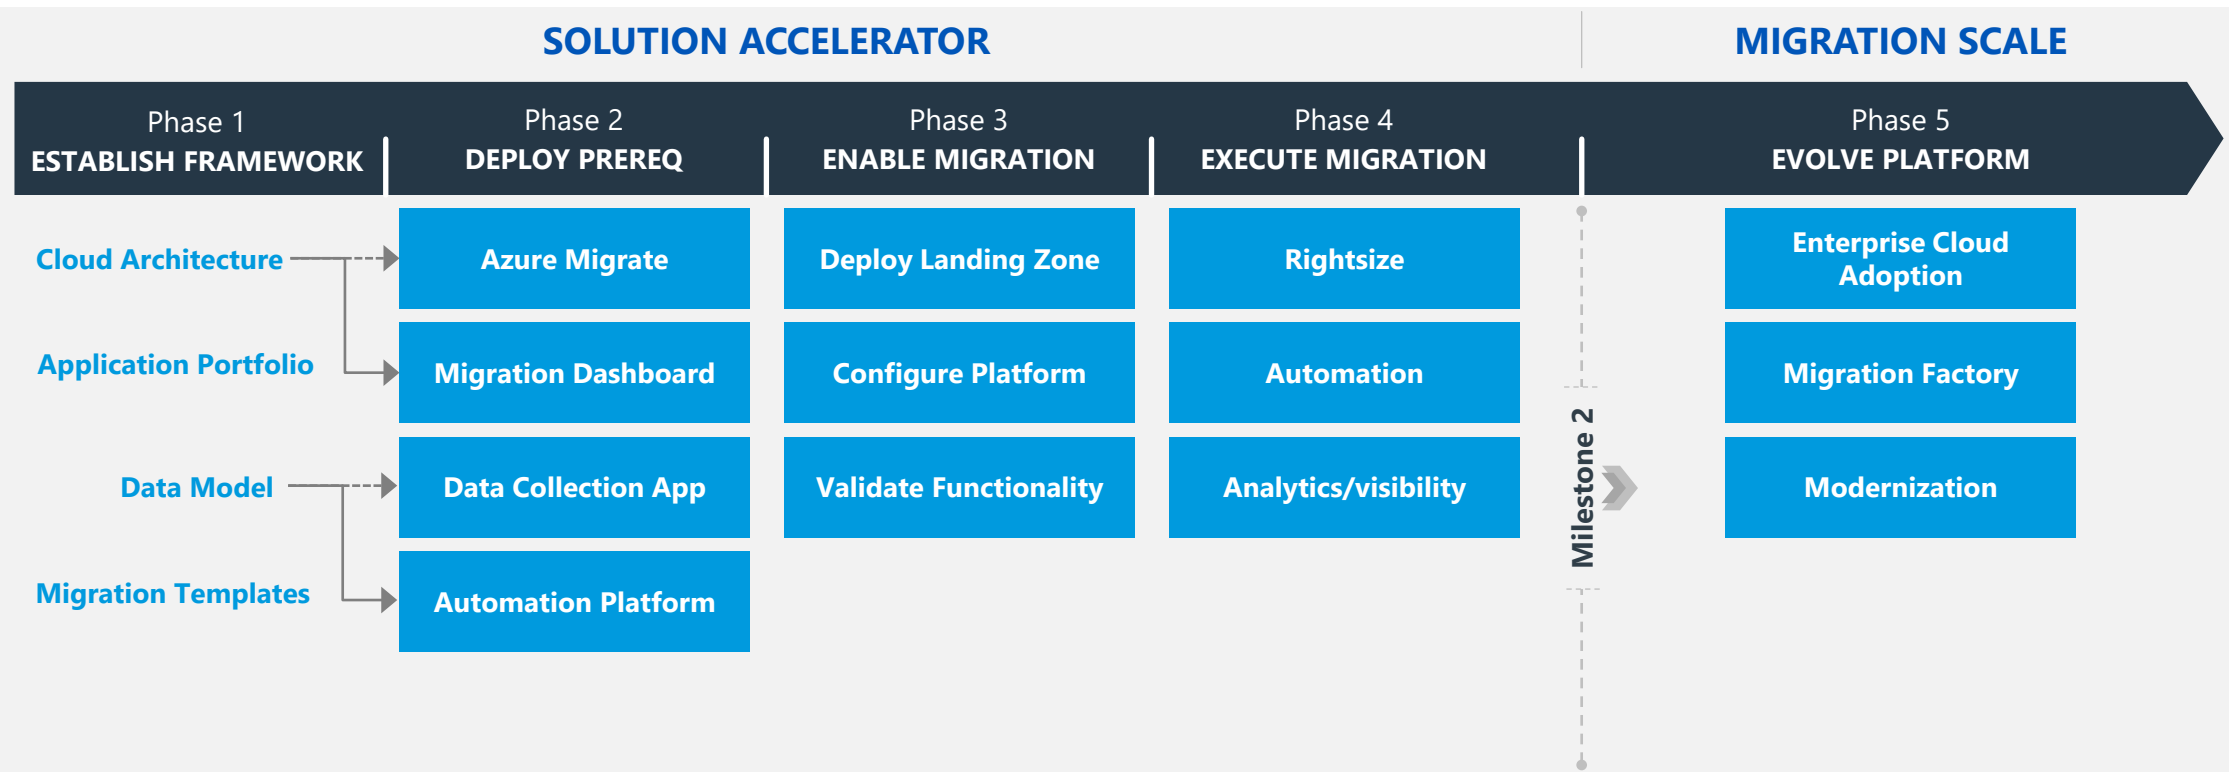 SOLUTION ACCELERATOR
MIGRATION SCALE
Phase 1
ESTABLISH FRAMEWORK
Phase 2
DEPLOY PREREQ
Phase 3
ENABLE MIGRATION
Phase 4
EXECUTE MIGRATION
Phase 5
EVOLVE PLATFORM
Cloud Architecture
Application Portfolio
Data Model
Migration Templates
Azure Migrate
Migration Dashboard
Data Collection App
Automation Platform
Deploy Landing Zone
Configure Platform
Validate Functionality
Rightsize
Automation
Analytics/visibility
Milestone 2
Enterprise Cloud
Adoption
Migration Factory
Modernization